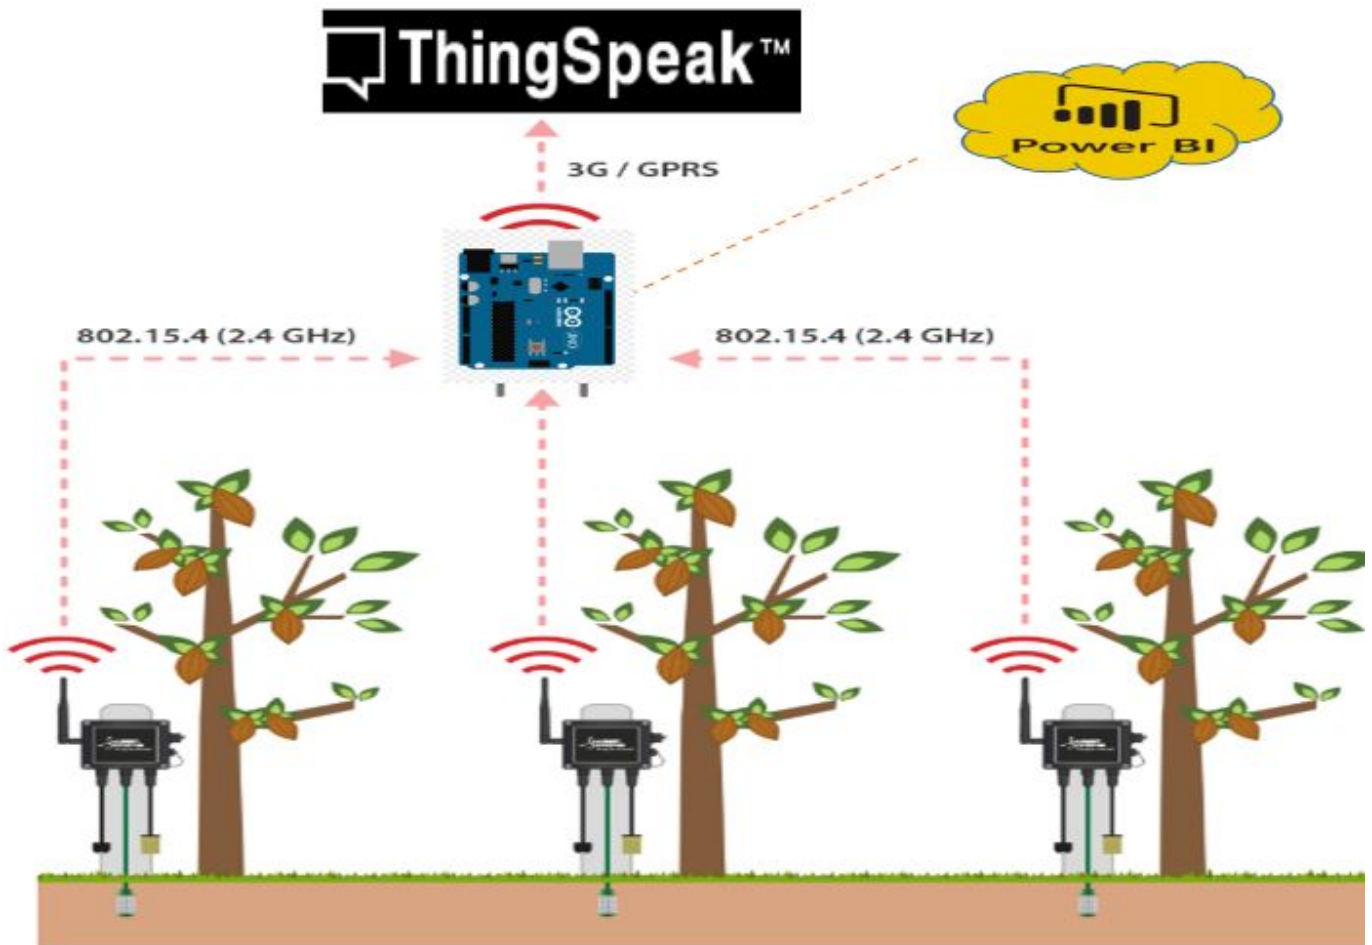 ThingSpeak™
Power BI
3G / GPRS
802.15.4 (2.4 GHz)
802.15.4 (2.4 GHz)